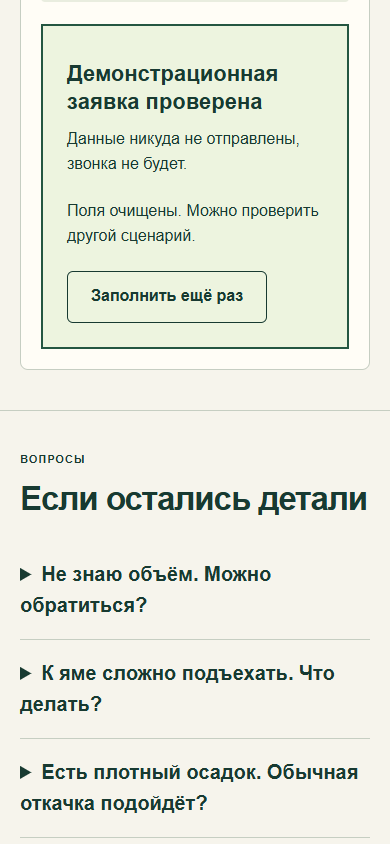 Демонстрационная
заявка проверена
Данные никуда не отправлены,
звонка не будет.
Поля очищены. Можно проверить
другой сценарий.
Заполнить ещё раз
ВОПРОСЫ
Если остались детали
Не знаю объём. Можно
обратиться?
К яме сложно подъехать. Что
делать?
Есть плотный осадок. Обычная
откачка подойдёт?